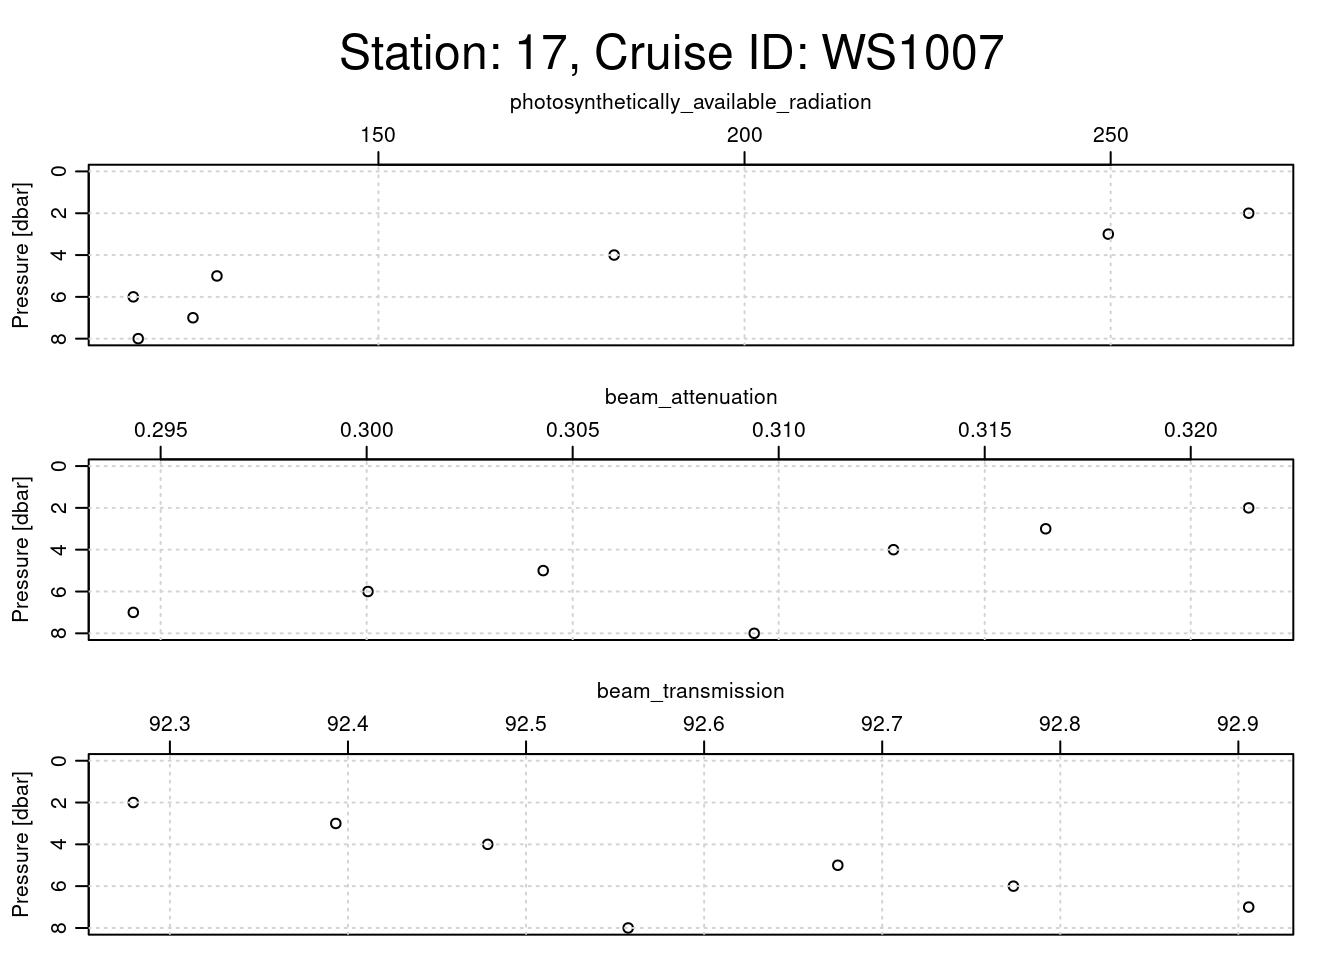 Station: 17, Cruise ID: WS1007
photosynthetically_available_radiation
150 200 250
Pressure [dbar]
0
2
4
6
8
beam_attenuation
0.295 0.300 0.305 0.310 0.315 0.320
Pressure [dbar]
0
2
4
6
8
beam_transmission
92.3 92.4 92.5 92.6 92.7 92.8 92.9
Pressure [dbar]
0
2
4
6
8